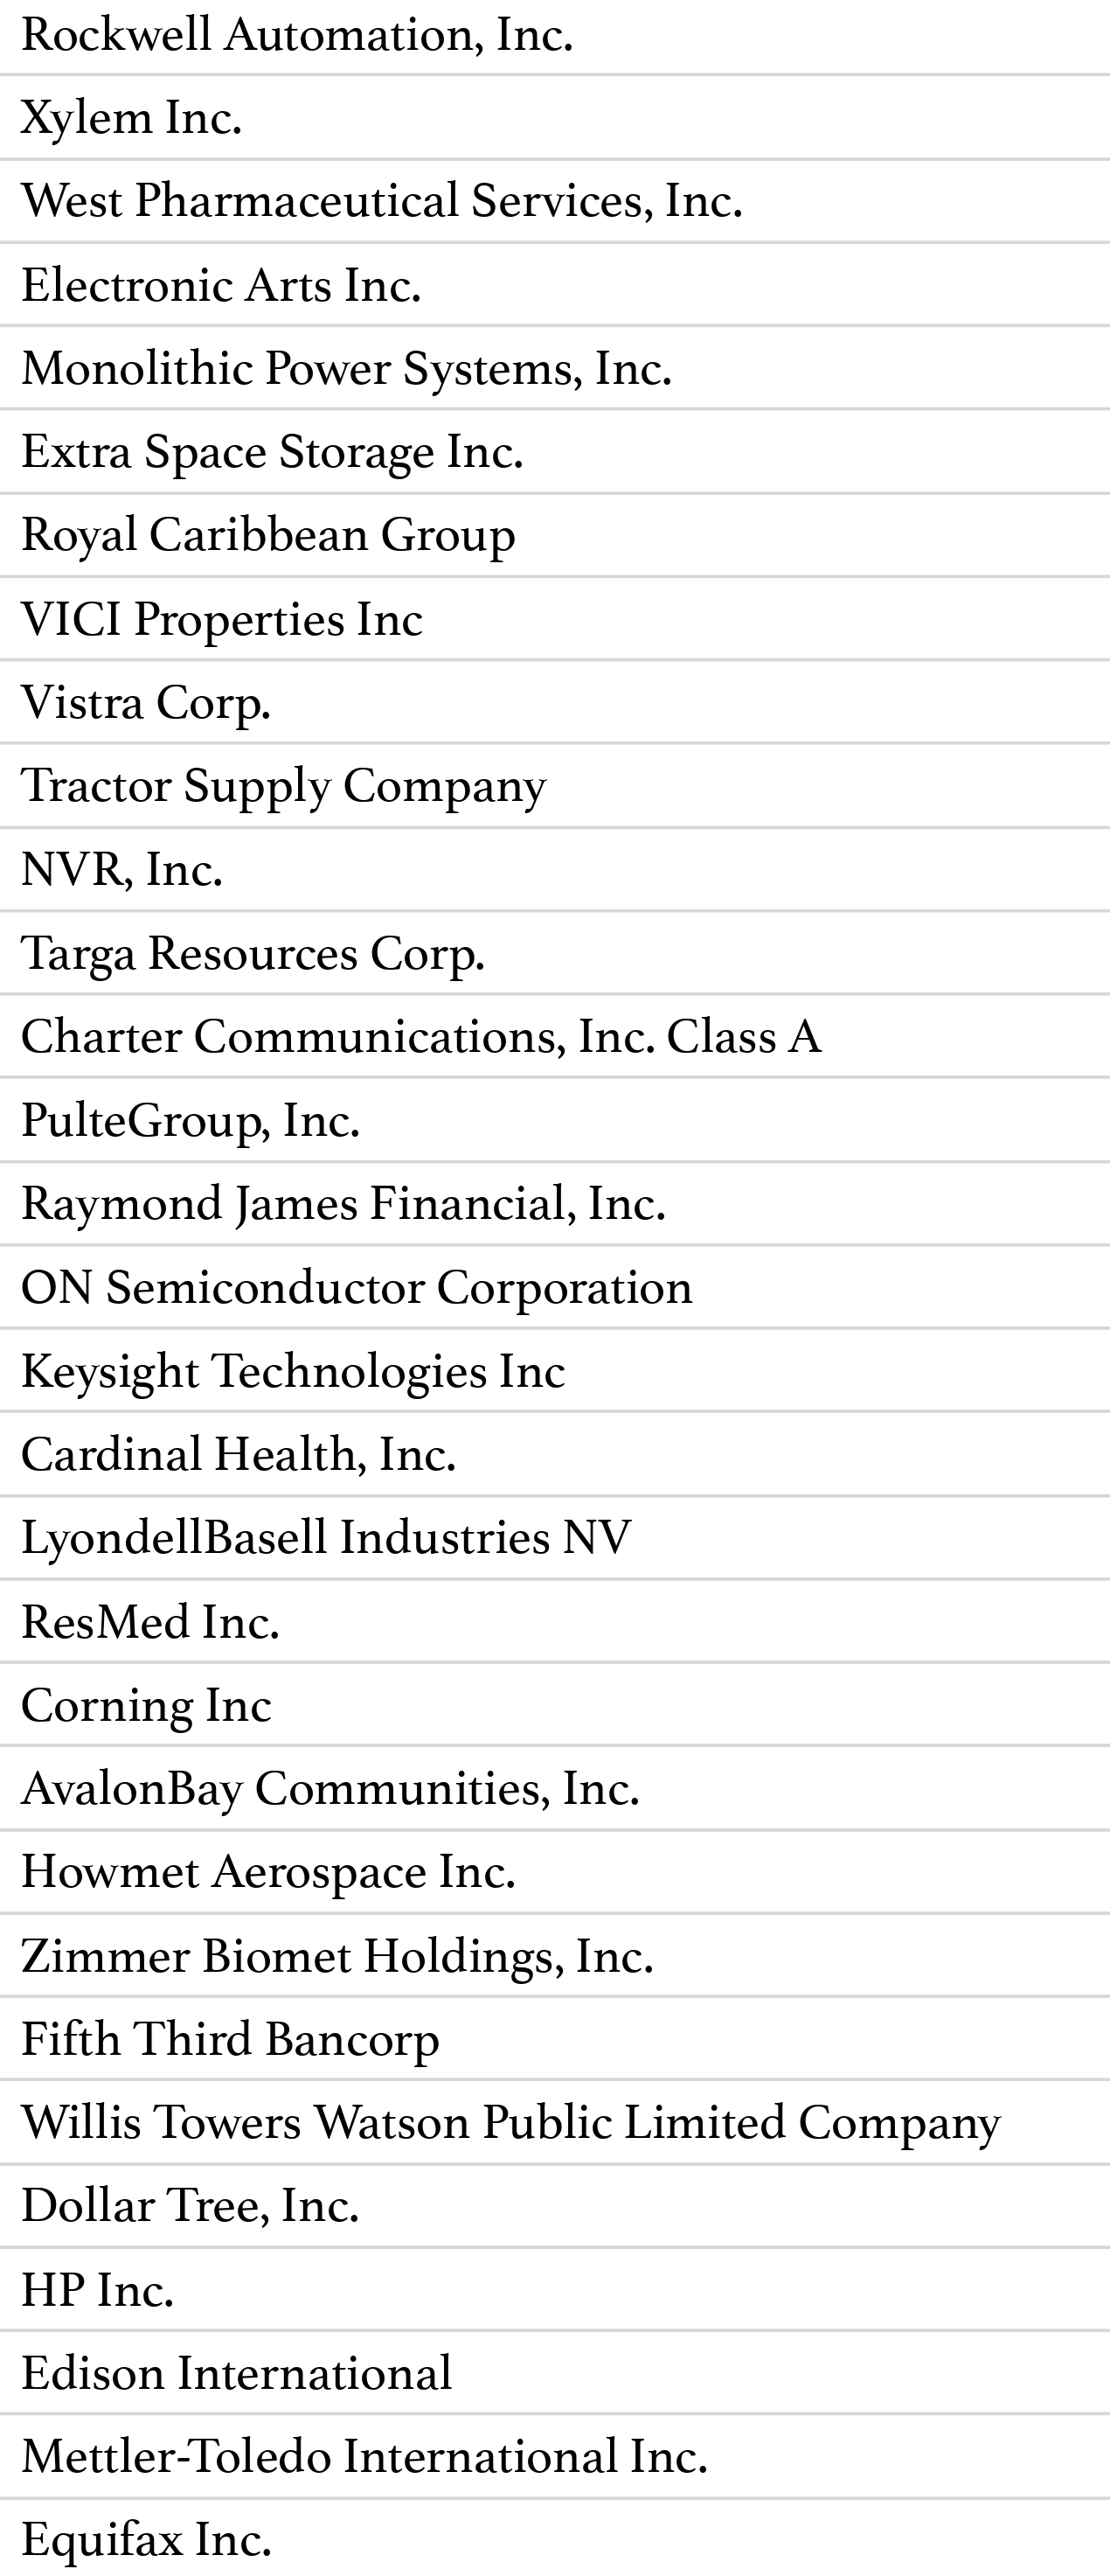 Rockwell Automation, Inc.
Xylem Inc.
West Pharmaceutical Services, Inc.
Electronic Arts Inc.
Monolithic Power Systems, Inc.
Extra Space Storage Inc.
Royal Caribbean Group
VICI Properties Inc
Vistra Corp.
Tractor Supply Company
NVR, Inc.
Targa Resources Corp.
Charter Communications, Inc. Class A
PulteGroup, Inc.
Raymond James Financial, Inc.
ON Semiconductor Corporation
Keysight Technologies Inc
Cardinal Health, Inc.
LyondellBasell Industries NV
ResMed Inc.
Corning Inc
AvalonBay Communities, Inc.
Howmet Aerospace Inc.
Zimmer Biomet Holdings, Inc.
Fifth Third Bancorp
Willis Towers Watson Public Limited Company
Dollar Tree, Inc.
HP Inc.
Edison International
Mettler-Toledo International Inc.
Equifax Inc.